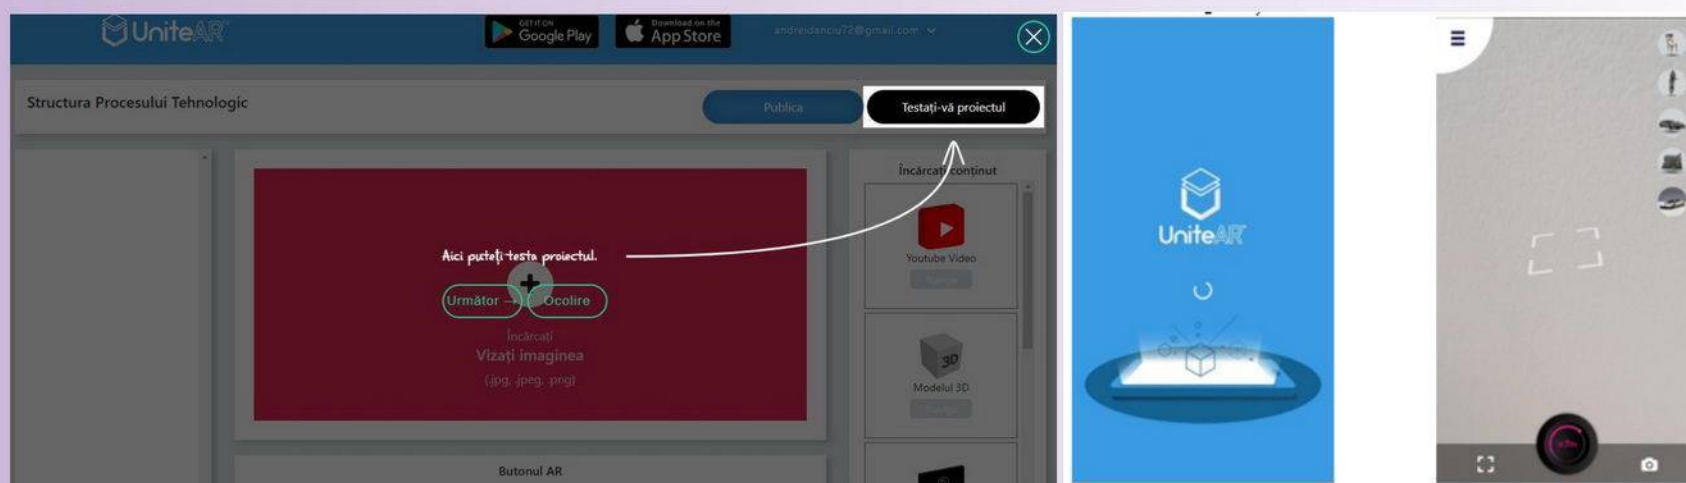 UniteAR
GET IT ON
Google Play
Download on the
App Store
andreidanciu72@gmail.com
Structura Procesului Tehnologic
Publica
Testați-vă proiectul
Încărcați conținut
Aici puteți testa proiectul.
Următor →
Ocolire
Încărcați
Vizați imaginea
(.jpg, .jpeg, .png)
Youtube Video
3D
Modelul 3D
Butonul AR
UniteAR